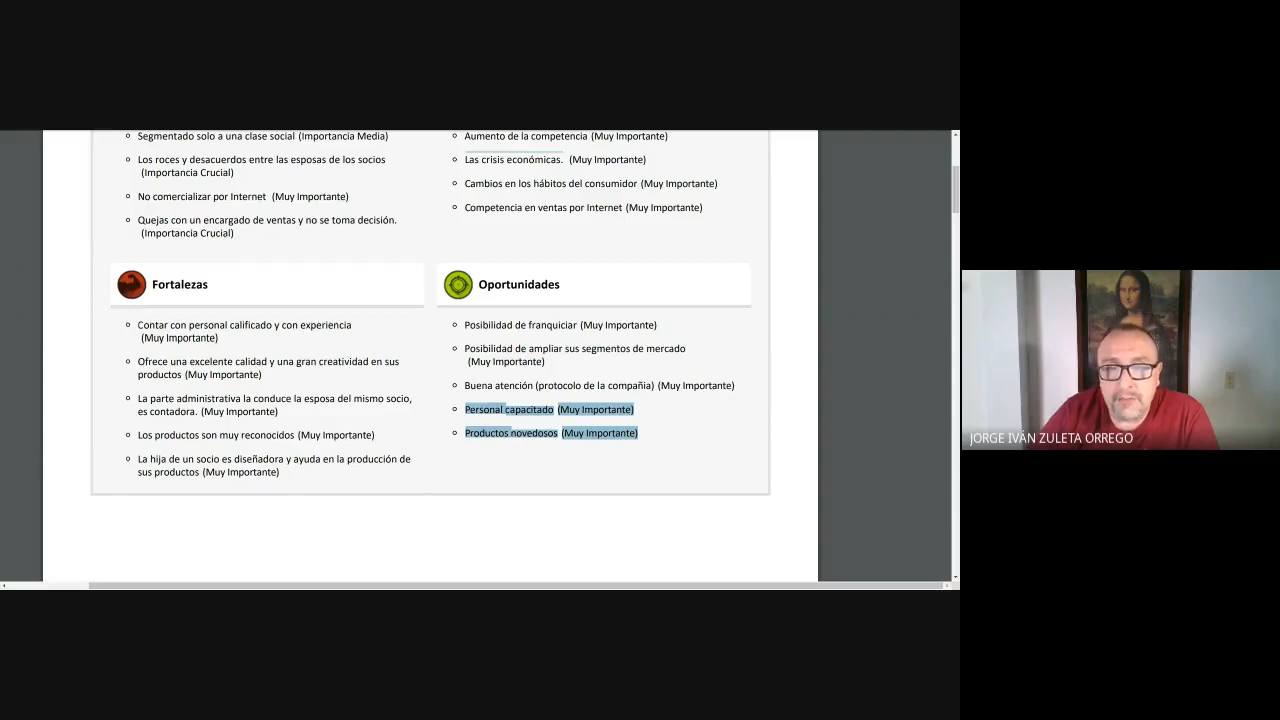 Segmentado solo a una clase social (Importancia Media)
Los roces y desacuerdos entre las esposas de los socios
(Importancia Crucial)
No comercializar por Internet (Muy Importante)
Quejas con un encargado de ventas y no se toma decisión.
(Importancia Crucial)
Aumento de la competencia (Muy Importante)
Las crisis económicas. (Muy Importante)
Cambios en los hábitos del consumidor (Muy Importante)
Competencia en ventas por Internet (Muy Importante)
Fortalezas
Contar con personal calificado y con experiencia
(Muy Importante)
Ofrece una excelente calidad y una gran creatividad en sus
productos (Muy Importante)
La parte administrativa la conduce la esposa del mismo socio,
es contadora. (Muy Importante)
Los productos son muy reconocidos (Muy Importante)
La hija de un socio es diseñadora y ayuda en la producción de
sus productos (Muy Importante)
Oportunidades
Posibilidad de franquiciar (Muy Importante)
Posibilidad de ampliar sus segmentos de mercado
(Muy Importante)
Buena atención (protocolo de la compañia) (Muy Importante)
Personal capacitado (Muy Importante)
Productos novedosos (Muy Importante)
JORGE IVÁN ZULETA ORREGO